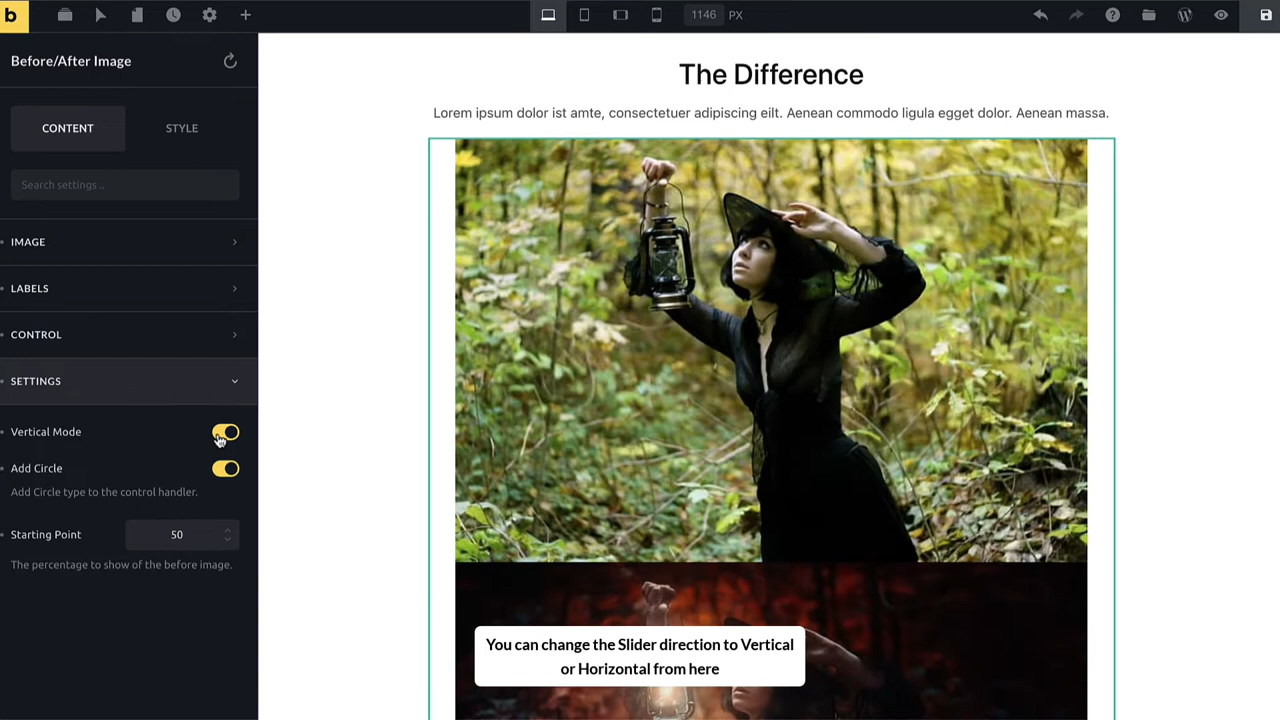 b
1146 PX
Before/After Image
CONTENT
STYLE
Search settings ..
IMAGE
LABELS
CONTROL
SETTINGS
Vertical Mode
Add Circle
Add Circle type to the control handler.
Starting Point
50
The percentage to show of the before image.
The Difference
Lorem ipsum dolor ist amte, consectetuer adipiscing eilt. Aenean commodo ligula egget dolor. Aenean massa.
You can change the Slider direction to Vertical
or Horizontal from here